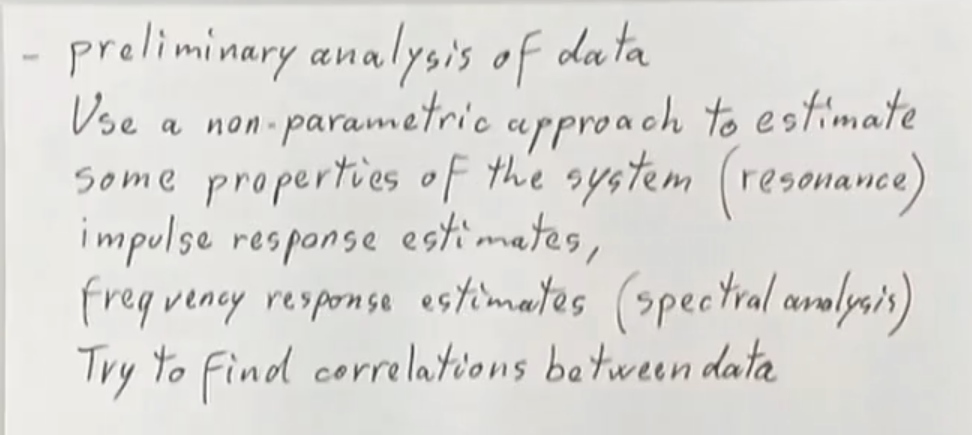 - preliminary analysis of data
Use a non-parametric approach to estimate
some properties of the system (resonance)
impulse response estimates,
frequency response estimates (spectral analysis)
Try to find correlations between data